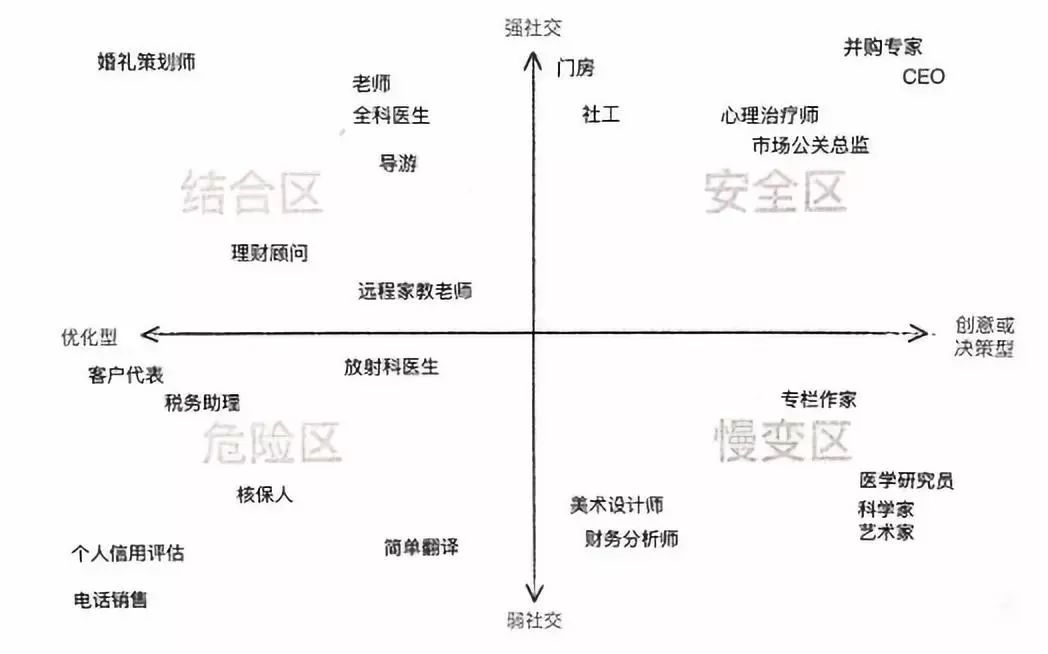 强社交
婚礼策划师
门房
并购专家
CEO
老师
全科医生
社工
心理治疗师
市场公关总监
导游
结合区
安全区
理财顾问
远程家教老师
优化型
创意或
决策型
客户代表
放射科医生
税务助理
专栏作家
危险区
慢变区
核保人
医学研究员
美术设计师
科学家
财务分析师
艺术家
个人信用评估
简单翻译
电话销售
弱社交